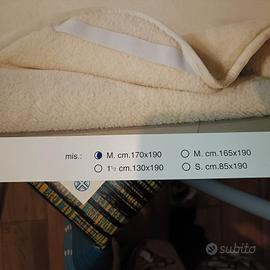 mis.: M. cm.170x190 M. cm.165x190
1½ cm.130x190 S. cm.85x190
subito